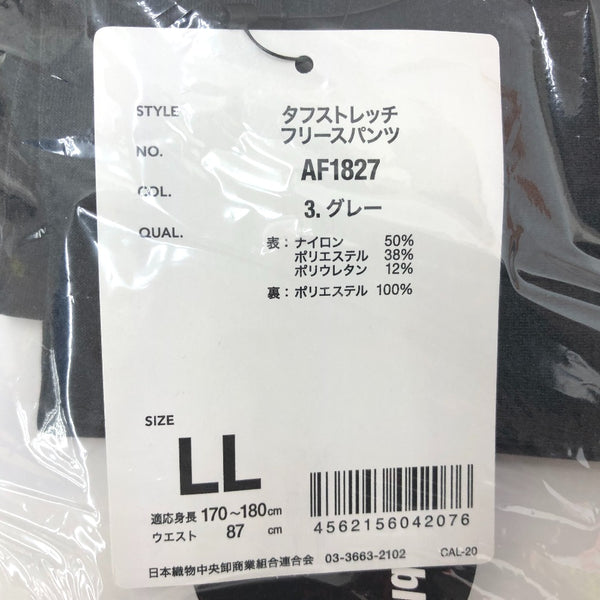 STYLE タフストレッチ
フリースパンツ
NO. AF1827
COL. 3. グレー
QUAL. 表：ナイロン 50%
ポリエステル 38%
ポリウレタン 12%
裏：ポリエステル 100%
SIZE
LL
適応身長 170〜180cm
ウエスト 87 cm
4562156042076
日本織物中央卸商業組合連合会 03-3663-2102 CAL-20